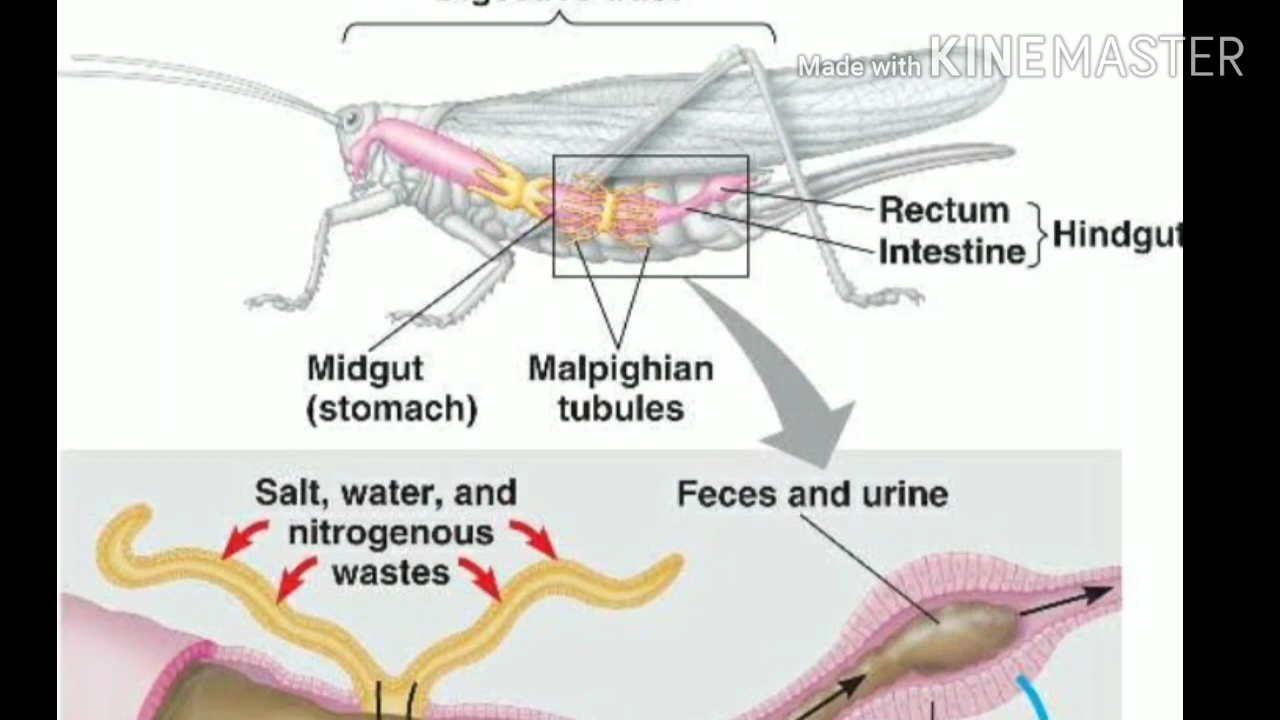 Made with KINEMASTER
Rectum
Intestine
Hindgut
Midgut
(stomach)
Malpighian
tubules
Salt, water, and
nitrogenous
wastes
Feces and urine